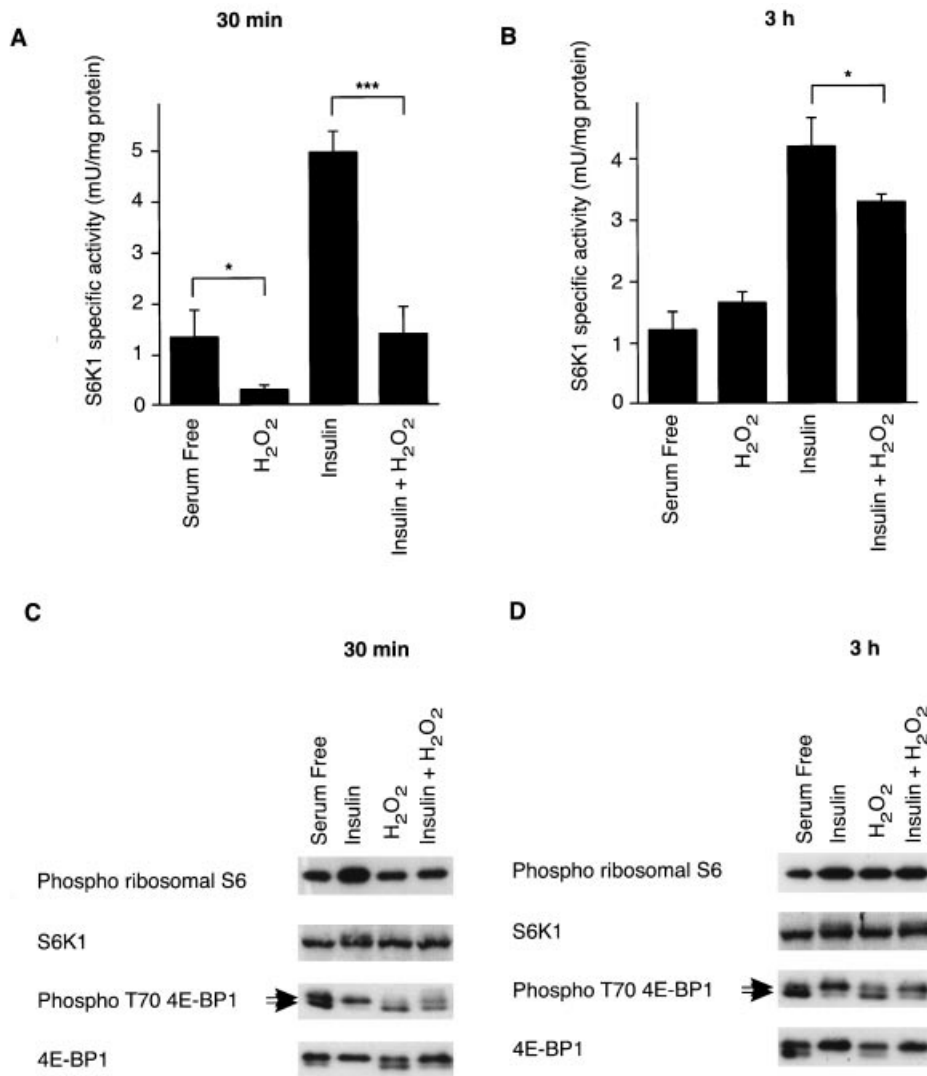 30 min
A
***
*
S6K1 specific activity (mU/mg protein)
5
4
3
2
1
0
Serum Free
H₂O₂
Insulin
Insulin + H₂O₂
3 h
B
*
S6K1 specific activity (mU/mg protein)
4
3
2
1
0
Serum Free
H₂O₂
Insulin
Insulin + H₂O₂
C
30 min
Serum Free
Insulin
H₂O₂
Insulin + H₂O₂
Phospho ribosomal S6
S6K1
Phospho T70 4E-BP1
4E-BP1
D
3 h
Serum Free
Insulin
H₂O₂
Insulin + H₂O₂
Phospho ribosomal S6
S6K1
Phospho T70 4E-BP1
4E-BP1